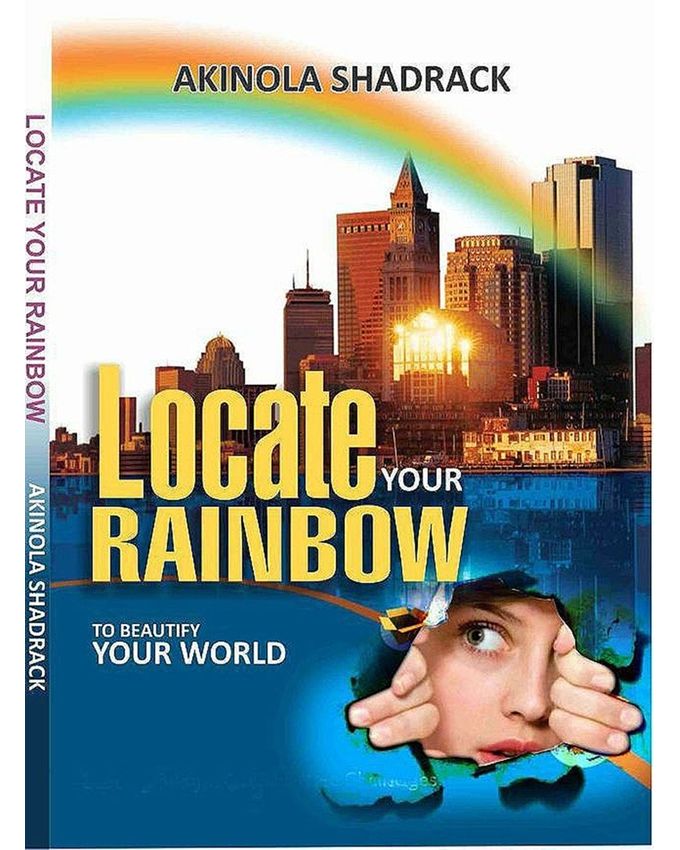 AKINOLA SHADRACK
LOCATE YOUR RAINBOW
AKINOLA SHADRACK
Locate
YOUR
RAINBOW
TO BEAUTIFY
YOUR WORLD